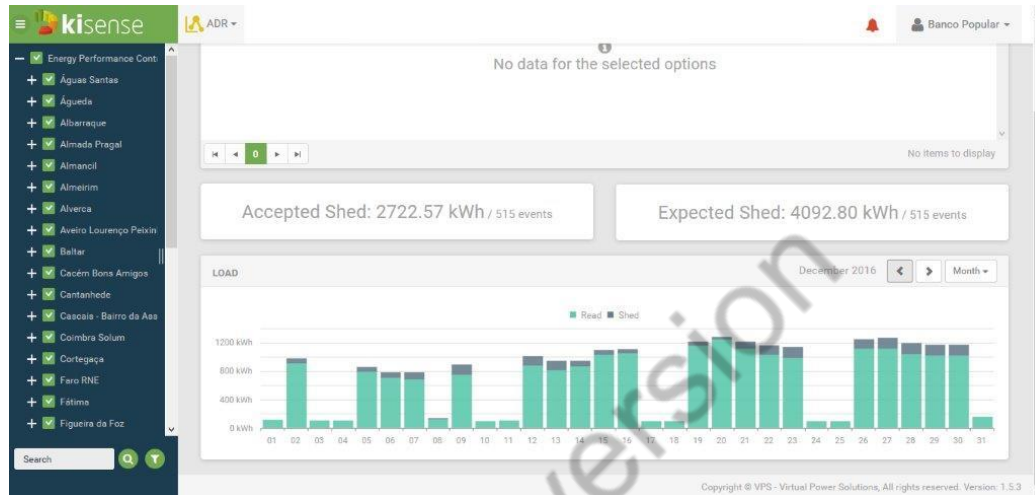 kisense
ADR
Banco Popular
Energy Performance Cont
Águas Santas
Águeda
Albarraque
Almada Pragal
Almancil
Almeirim
Alverca
Aveiro Lourenço Peixin
Baltar
Cacém Bons Amigos
Cantanhede
Cascais - Bairro da Ass
Coimbra Solum
Cortegaça
Faro RNE
Fátima
Figueira da Foz
Search
No data for the selected options
0
No items to display
Accepted Shed: 2722.57 kWh / 515 events
Expected Shed: 4092.80 kWh / 515 events
LOAD
December 2016
Month
Read Shed
1200 kWh
800 kWh
400 kWh
0 kWh
01 02 03 04 05 06 07 08 09 10 11 12 13 14 15 16 17 18 19 20 21 22 23 24 25 26 27 28 29 30 31
version
Copyright © VPS - Virtual Power Solutions, All rights reserved. Version: 1.5.3